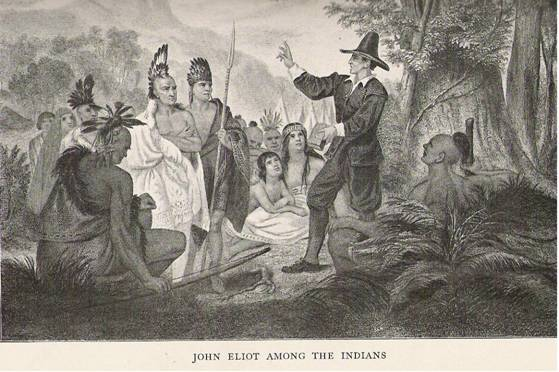 JOHN ELIOT AMONG THE INDIANS